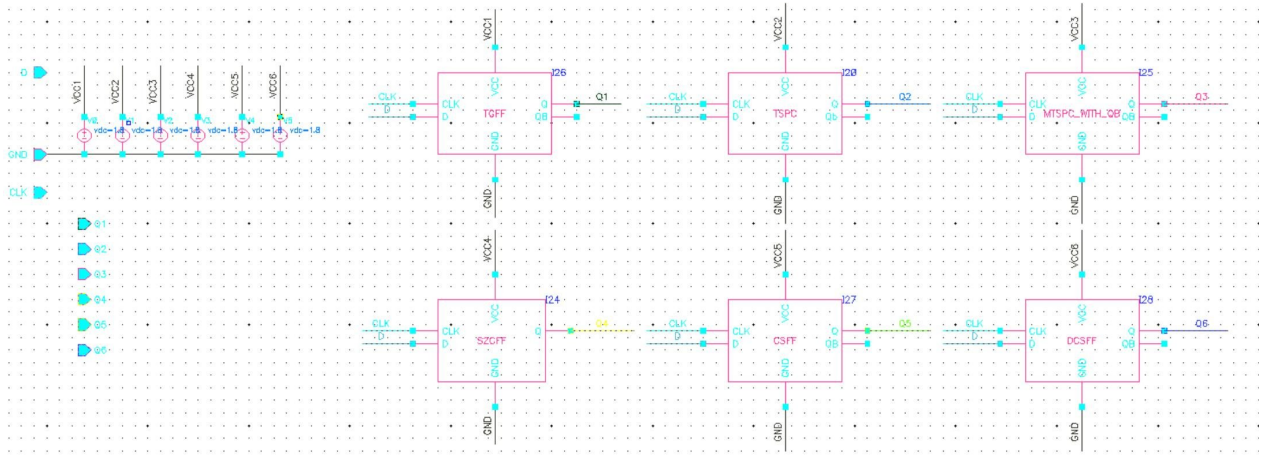 D
GND
CLK
VCC1
VCC2
VCC3
VCC4
VCC5
VCC6
vdc=1.8
vdc=1.8
vdc=1.8
vdc=1.8
vdc=1.8
vdc=1.8
Q1
Q2
Q3
Q4
Q5
Q6
VCC1
I26
VCC
CLK
D
CLK
D
TGFF
Q
QB
Q1
GND
GND
VCC2
I20
VCC
CLK
D
CLK
D
TSPC
Q
Qb
Q2
GND
GND
VCC3
I25
VCC
CLK
D
CLK
D
MTSPC_WITH_QB
Q
QB
Q3
GND
GND
VCC4
I24
VCC
CLK
D
CLK
D
SZCFF
Q
Q4
GND
GND
VCC5
I27
VCC
CLK
D
CLK
D
CSFF
Q
QB
Q5
GND
GND
VCC6
I28
VCC
CLK
D
CLK
D
DCSFF
Q
QB
Q6
GND
GND